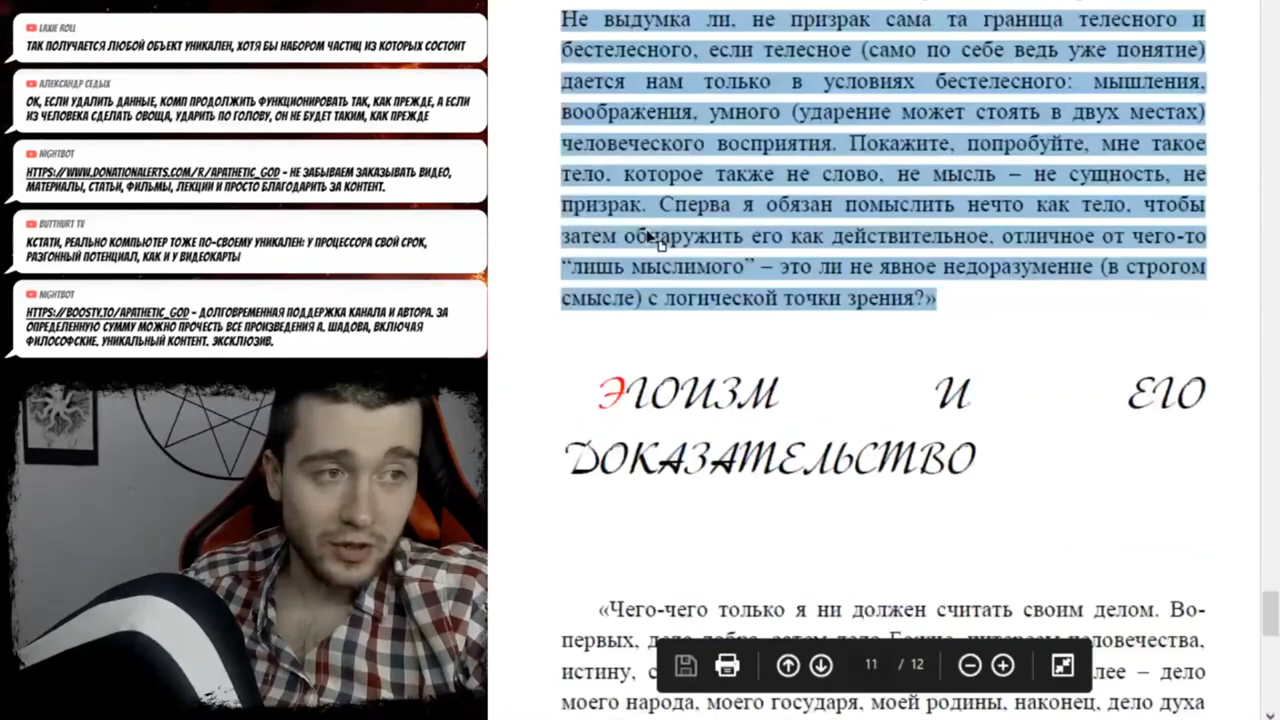 LAXIE ROLL
ТАК ПОЛУЧАЕТСЯ ЛЮБОЙ ОБЪЕКТ УНИКАЛЕН, ХОТЯ БЫ НАБОРОМ ЧАСТИЦ ИЗ КОТОРЫХ СОСТОИТ
АЛЕКСАНДР СЕДЫХ
ОК, ЕСЛИ УДАЛИТЬ ДАННЫЕ, КОМП ПРОДОЛЖИТЬ ФУНКЦИОНИРОВАТЬ ТАК, КАК ПРЕЖДЕ, А ЕСЛИ
ИЗ ЧЕЛОВЕКА СДЕЛАТЬ ОВОЩА, УДАРИТЬ ПО ГОЛОВУ, ОН НЕ БУДЕТ ТАКИМ, КАК ПРЕЖДЕ
NIGHTBOT
HTTPS://WWW.DONATIONALERTS.COM/R/APATHETIC_GOD - НЕ ЗАБЫВАЕМ ЗАКАЗЫВАТЬ ВИДЕО,
МАТЕРИАЛЫ, СТАТЬИ, ФИЛЬМЫ, ЛЕКЦИИ И ПРОСТО БЛАГОДАРИТЬ ЗА КОНТЕНТ.
BUTTHURT TV
КСТАТИ, РЕАЛЬНО КОМПЬЮТЕР ТОЖЕ ПО-СВОЕМУ УНИКАЛЕН: У ПРОЦЕССОРА СВОЙ СРОК,
РАЗГОННЫЙ ПОТЕНЦИАЛ, КАК И У ВИДЕОКАРТЫ
NIGHTBOT
HTTPS://BOOSTY.TO/APATHETIC_GOD - ДОЛГОВРЕМЕННАЯ ПОДДЕРЖКА КАНАЛА И АВТОРА. ЗА
ОПРЕДЕЛЕННУЮ СУММУ МОЖНО ПРОЧЕСТЬ ВСЕ ПРОИЗВЕДЕНИЯ А. ШАДОВА, ВКЛЮЧАЯ
ФИЛОСОФСКИЕ. УНИКАЛЬНЫЙ КОНТЕНТ. ЭКСКЛЮЗИВ.
Не выдумка ли, не призрак сама та граница телесного и
бестелесного, если телесное (само по себе ведь уже понятие)
дается нам только в условиях бестелесного: мышления,
воображения, умного (ударение может стоять в двух местах)
человеческого восприятия. Покажите, попробуйте, мне такое
тело, которое также не слово, не мысль – не сущность, не
призрак. Сперва я обязан помыслить нечто как тело, чтобы
затем обнаружить его как действительное, отличное от чего-то
“лишь мыслимого” – это ли не явное недоразумение (в строгом
смысле) с логической точки зрения?»
ЭГОИЗМ И ЕГО
ДОКАЗАТЕЛЬСТВО
«Чего-чего только я ни должен считать своим делом. Во-
первых, человечества,
истину, лее – дело
моего народа, моего государя, моей родины, наконец, дело духа
11 / 12